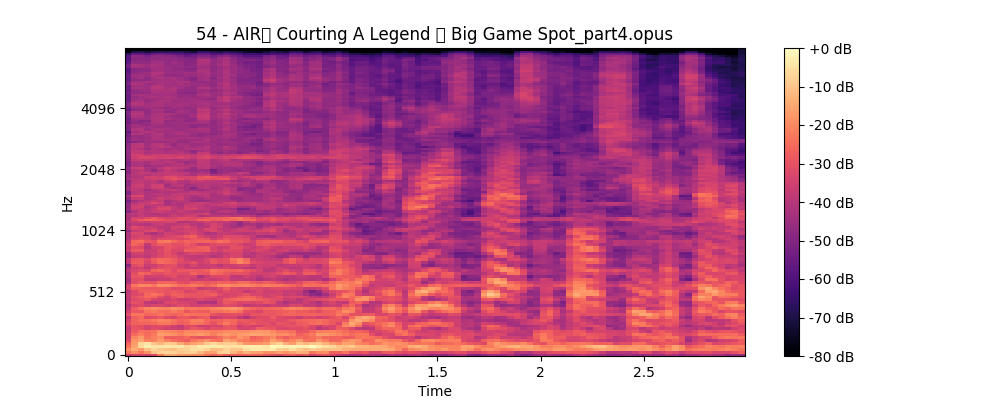 54 - AIR▯ Courting A Legend ▯ Big Game Spot_part4.opus
Hz
4096
2048
1024
512
0
0
0.5
1
1.5
2
2.5
Time
+0 dB
-10 dB
-20 dB
-30 dB
-40 dB
-50 dB
-60 dB
-70 dB
-80 dB